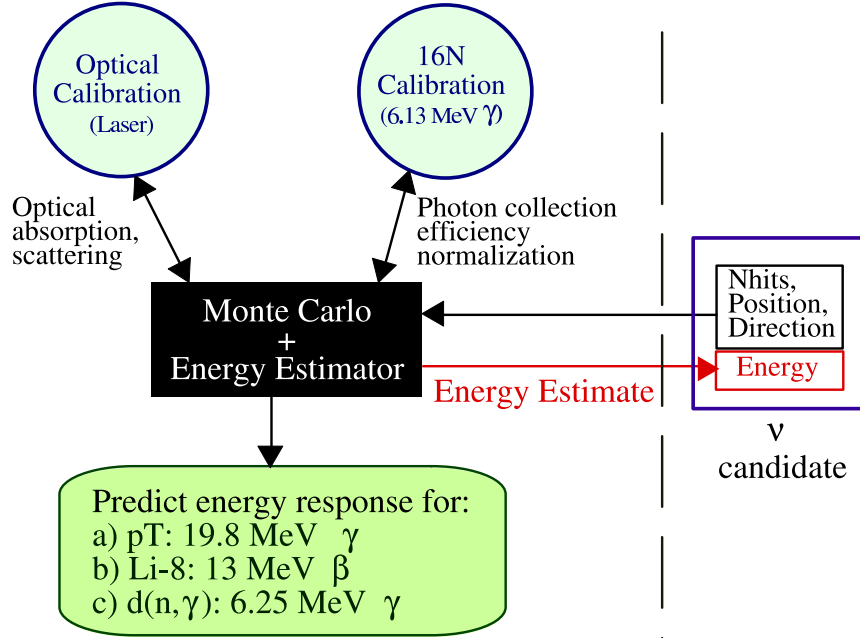 Optical
Calibration
(Laser)
16N
Calibration
(6.13 MeV γ)
Optical
absorption,
scattering
Photon collection
efficiency
normalization
Monte Carlo
+
Energy Estimator
Nhits,
Position,
Direction
Energy
Energy Estimate
ν
candidate
Predict energy response for:
a) pT: 19.8 MeV γ
b) Li-8: 13 MeV β
c) d(n,γ): 6.25 MeV γ